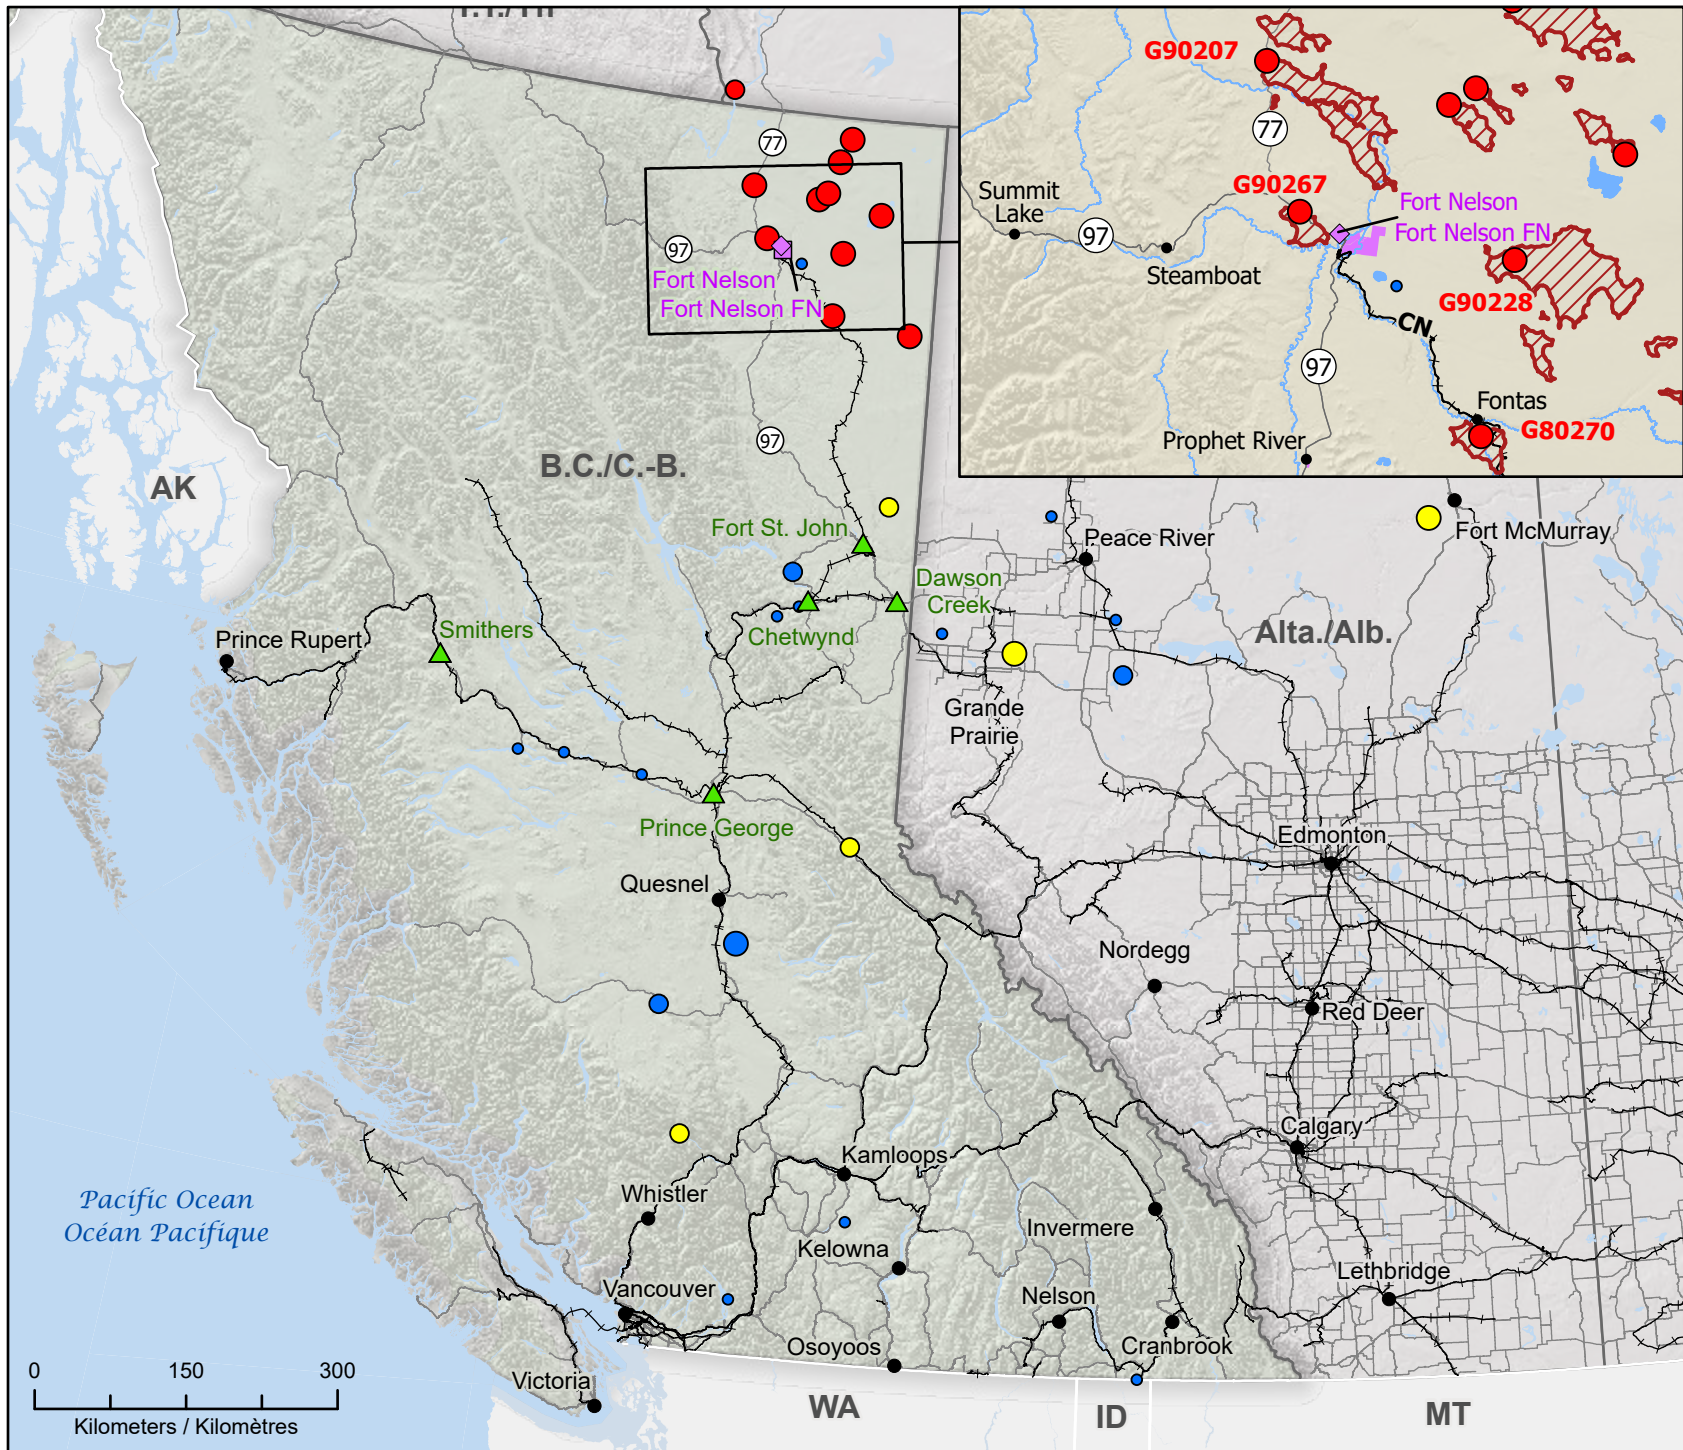 G90207
77
77
G90267
Summit
Lake
Fort Nelson
Fort Nelson FN
97
97
Steamboat
Fort Nelson
Fort Nelson FN
G90228
CN
97
Fontas
Prophet River
G80270
97
B.C./C.-B.
AK
Fort St. John
Fort McMurray
Peace River
Dawson
Creek
Smithers
Chetwynd
Prince Rupert
Alta./Alb.
Grande
Prairie
Prince George
Edmonton
Quesnel
Nordegg
Red Deer
Calgary
Kamloops
Pacific Ocean
Océan Pacifique
Whistler
Invermere
Kelowna
Lethbridge
Vancouver
Nelson
Osoyoos
Cranbrook
0 150 300
Kilometers / Kilomètres
Victoria
WA
ID
MT